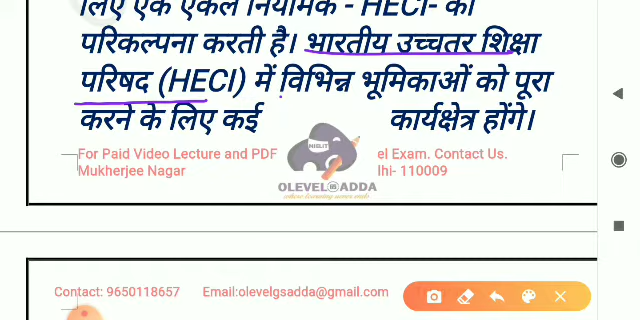 लिए एक एकल नियामक - HECI- की
परिकल्पना करती है। भारतीय उच्चतर शिक्षा
परिषद (HECI) में विभिन्न भूमिकाओं को पूरा
करने के लिए कई कार्यक्षेत्र होंगे।
For Paid Video Lecture and PDF el Exam. Contact Us.
Mukherjee Nagar lhi- 110009
NIELIT
OLEVEL GS ADDA
Contact: 9650118657 Email:olevelgsadda@gmail.com